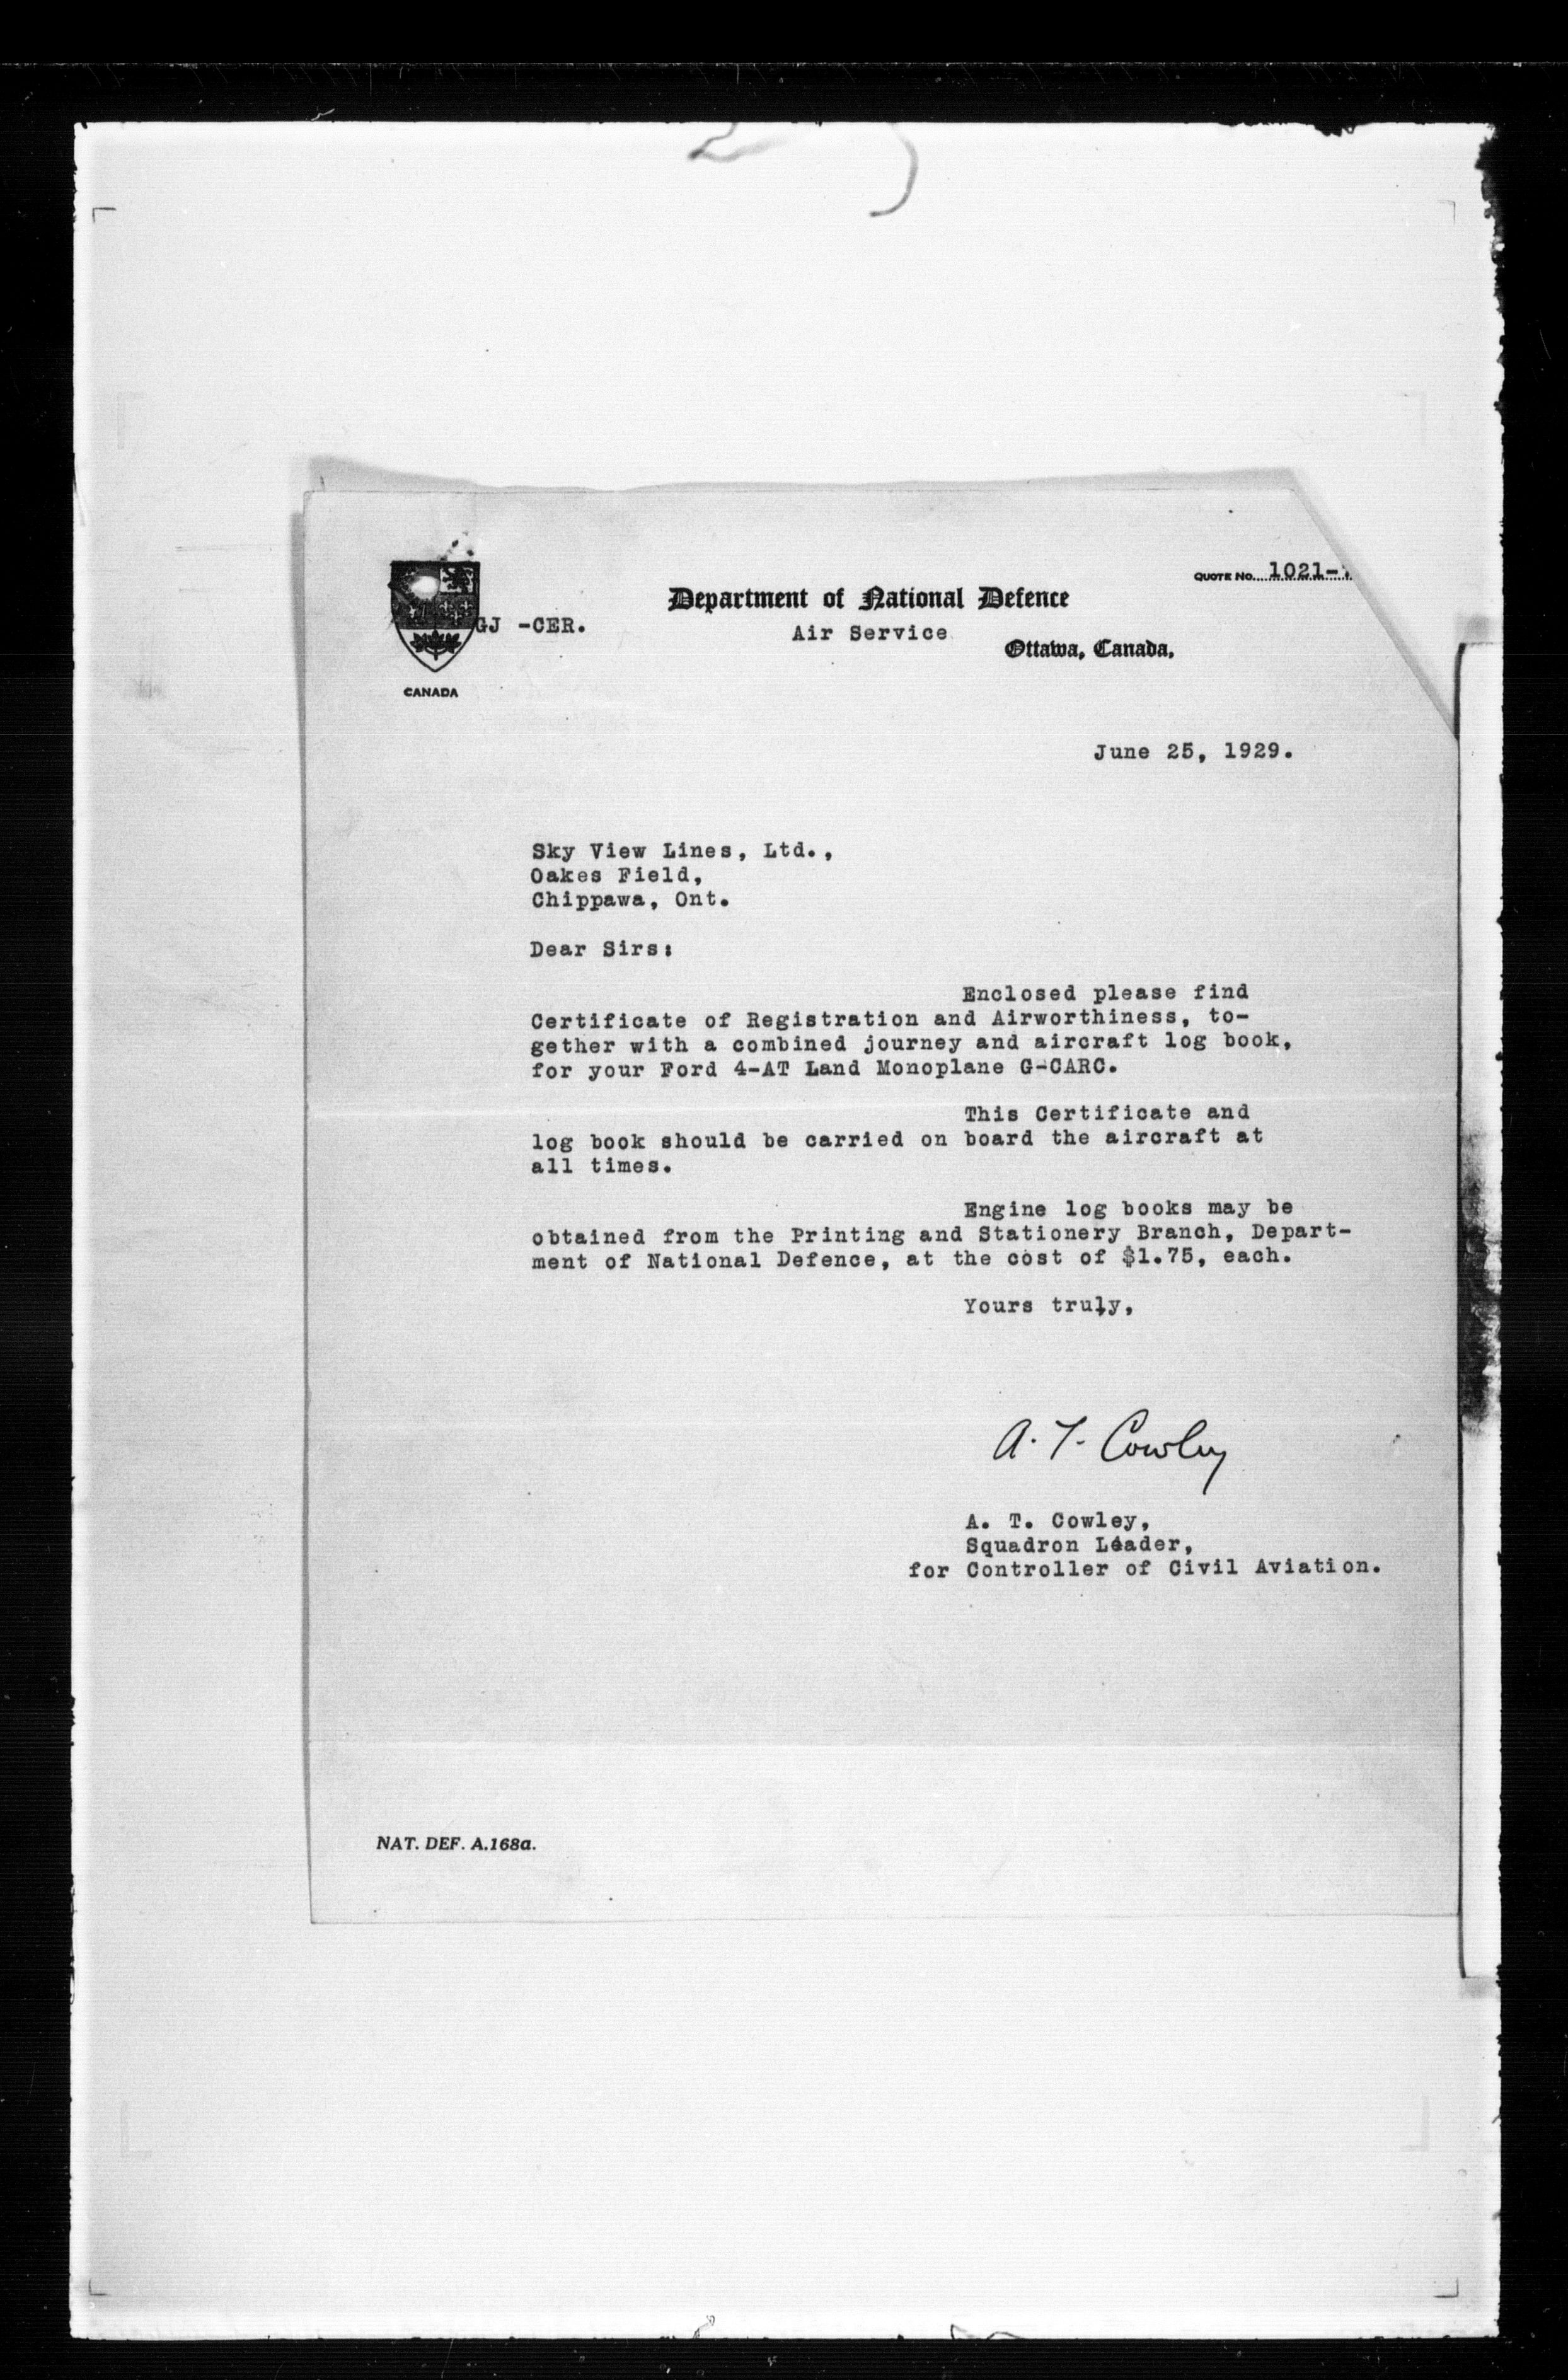 QUOTE No. 1021-
Department of National Defence
GJ -CER.
Air Service
Ottawa, Canada,
CANADA
June 25, 1929.
Sky View Lines, Ltd.,
Oakes Field,
Chippawa, Ont.
Dear Sirs:
Enclosed please find
Certificate of Registration and Airworthiness, to-
gether with a combined journey and aircraft log book,
for your Ford 4-AT Land Monoplane G-CARC.
This Certificate and
log book should be carried on board the aircraft at
all times.
Engine log books may be
obtained from the Printing and Stationery Branch, Depart-
ment of National Defence, at the cost of $1.75, each.
Yours truly,
A. T. Cowley
A. T. Cowley,
Squadron Leader,
for Controller of Civil Aviation.
NAT. DEF. A.168a.